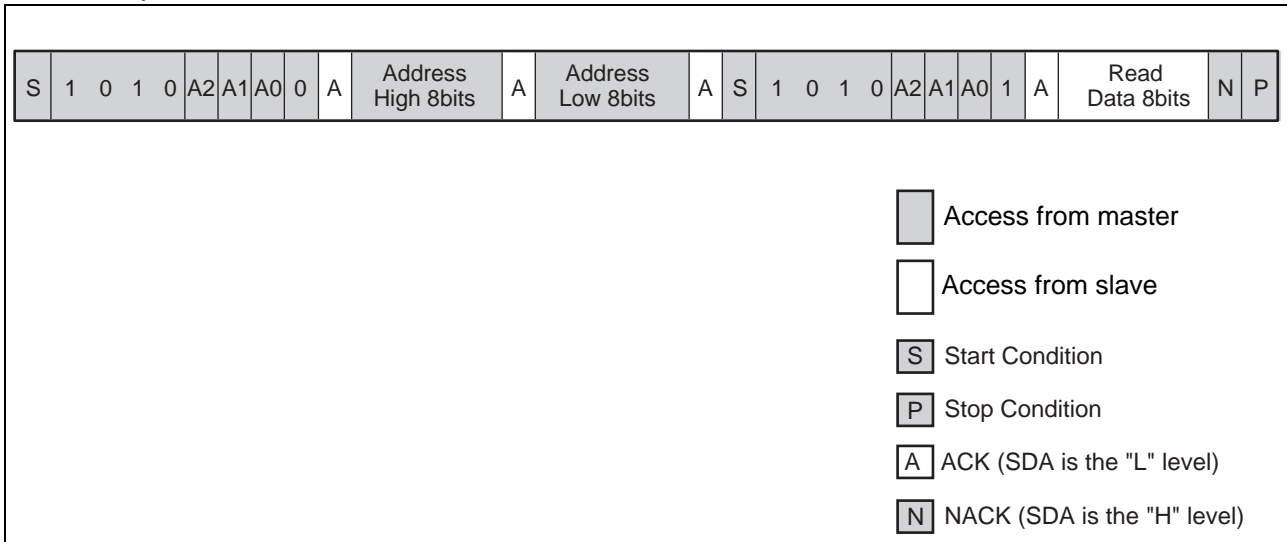 S 1 0 1 0 A2 A1 A0 0 A Address High 8bits A Address Low 8bits A S 1 0 1 0 A2 A1 A0 1 A Read Data 8bits N P
Access from master
Access from slave
S Start Condition
P Stop Condition
A ACK (SDA is the "L" level)
N NACK (SDA is the "H" level)